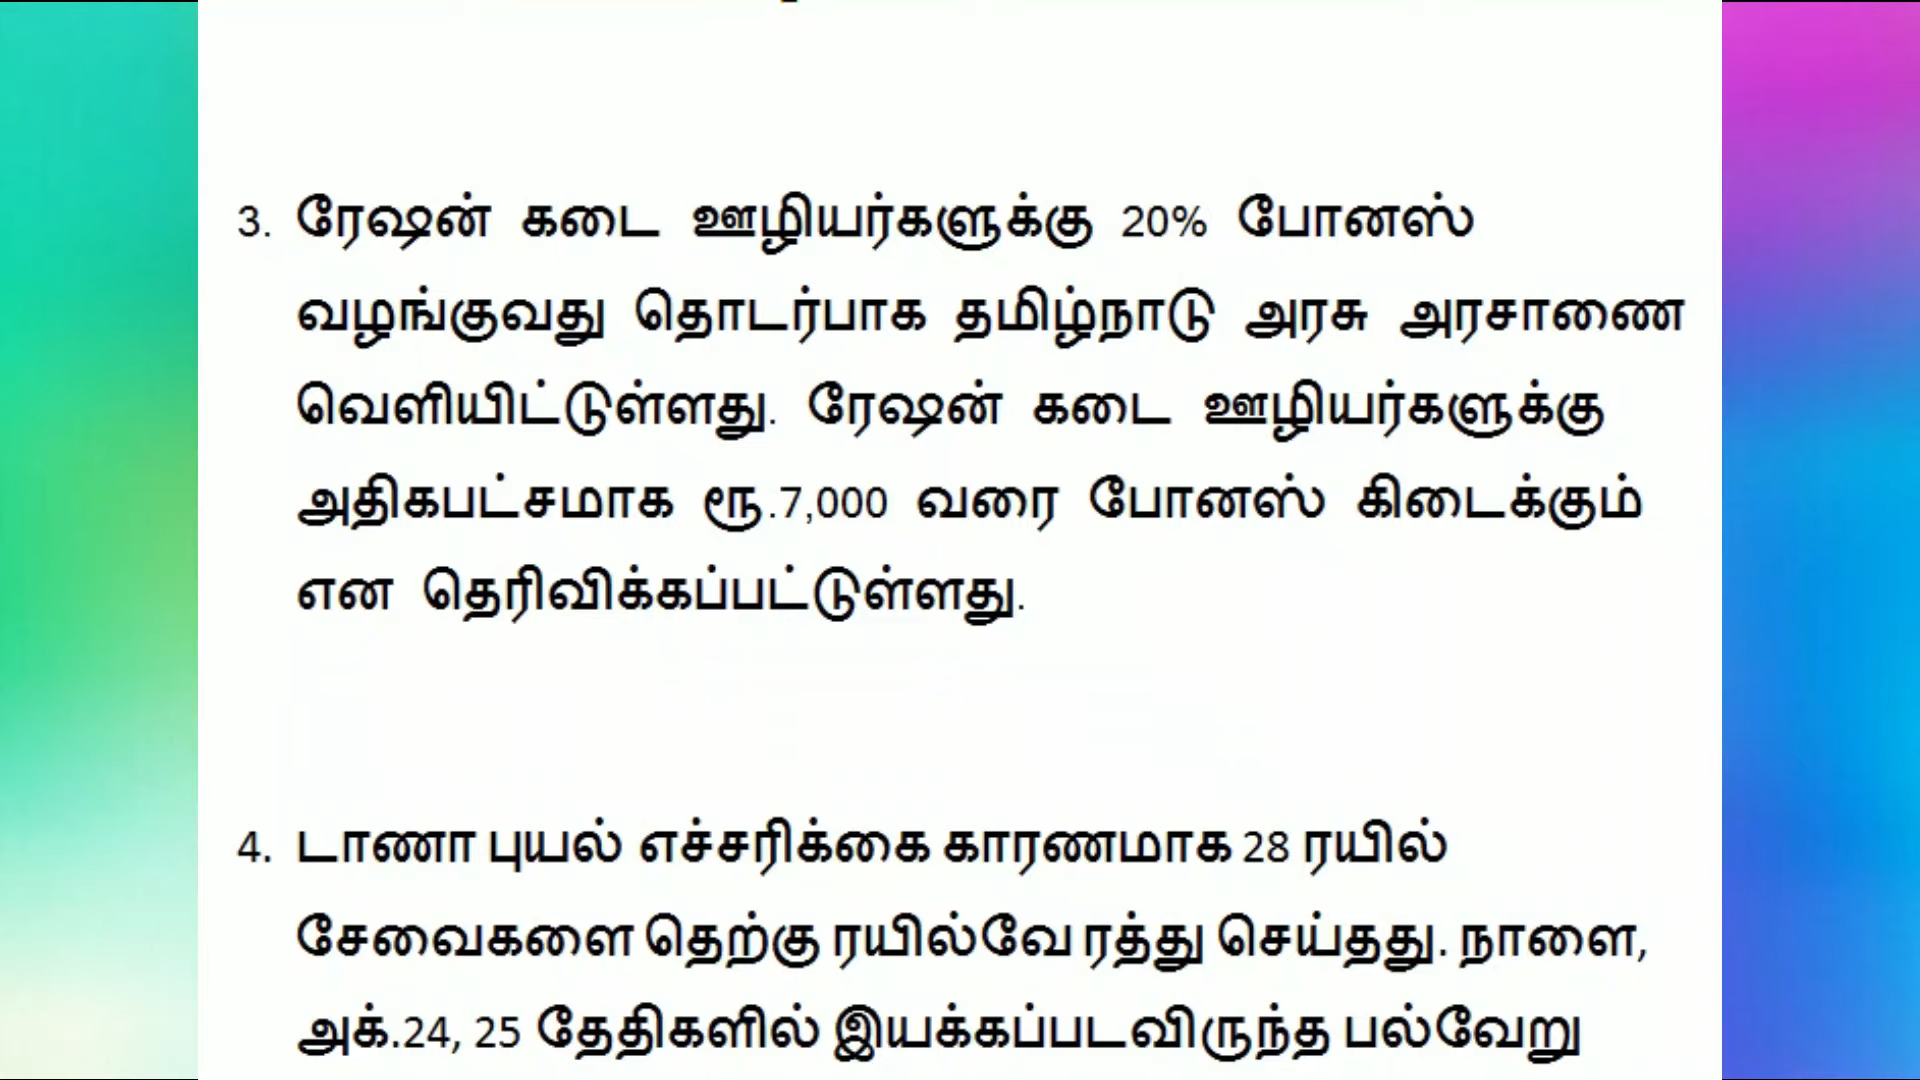 3. ரேஷன் கடை ஊழியர்களுக்கு 20% போனஸ்
வழங்குவது தொடர்பாக தமிழ்நாடு அரசு அரசாணை
வெளியிட்டுள்ளது. ரேஷன் கடை ஊழியர்களுக்கு
அதிகபட்சமாக ரூ.7,000 வரை போனஸ் கிடைக்கும்
என தெரிவிக்கப்பட்டுள்ளது.
4. டாணா புயல் எச்சரிக்கை காரணமாக 28 ரயில்
சேவைகளை தெற்கு ரயில்வே ரத்து செய்தது. நாளை,
அக்.24, 25 தேதிகளில் இயக்கப்படவிருந்த பல்வேறு